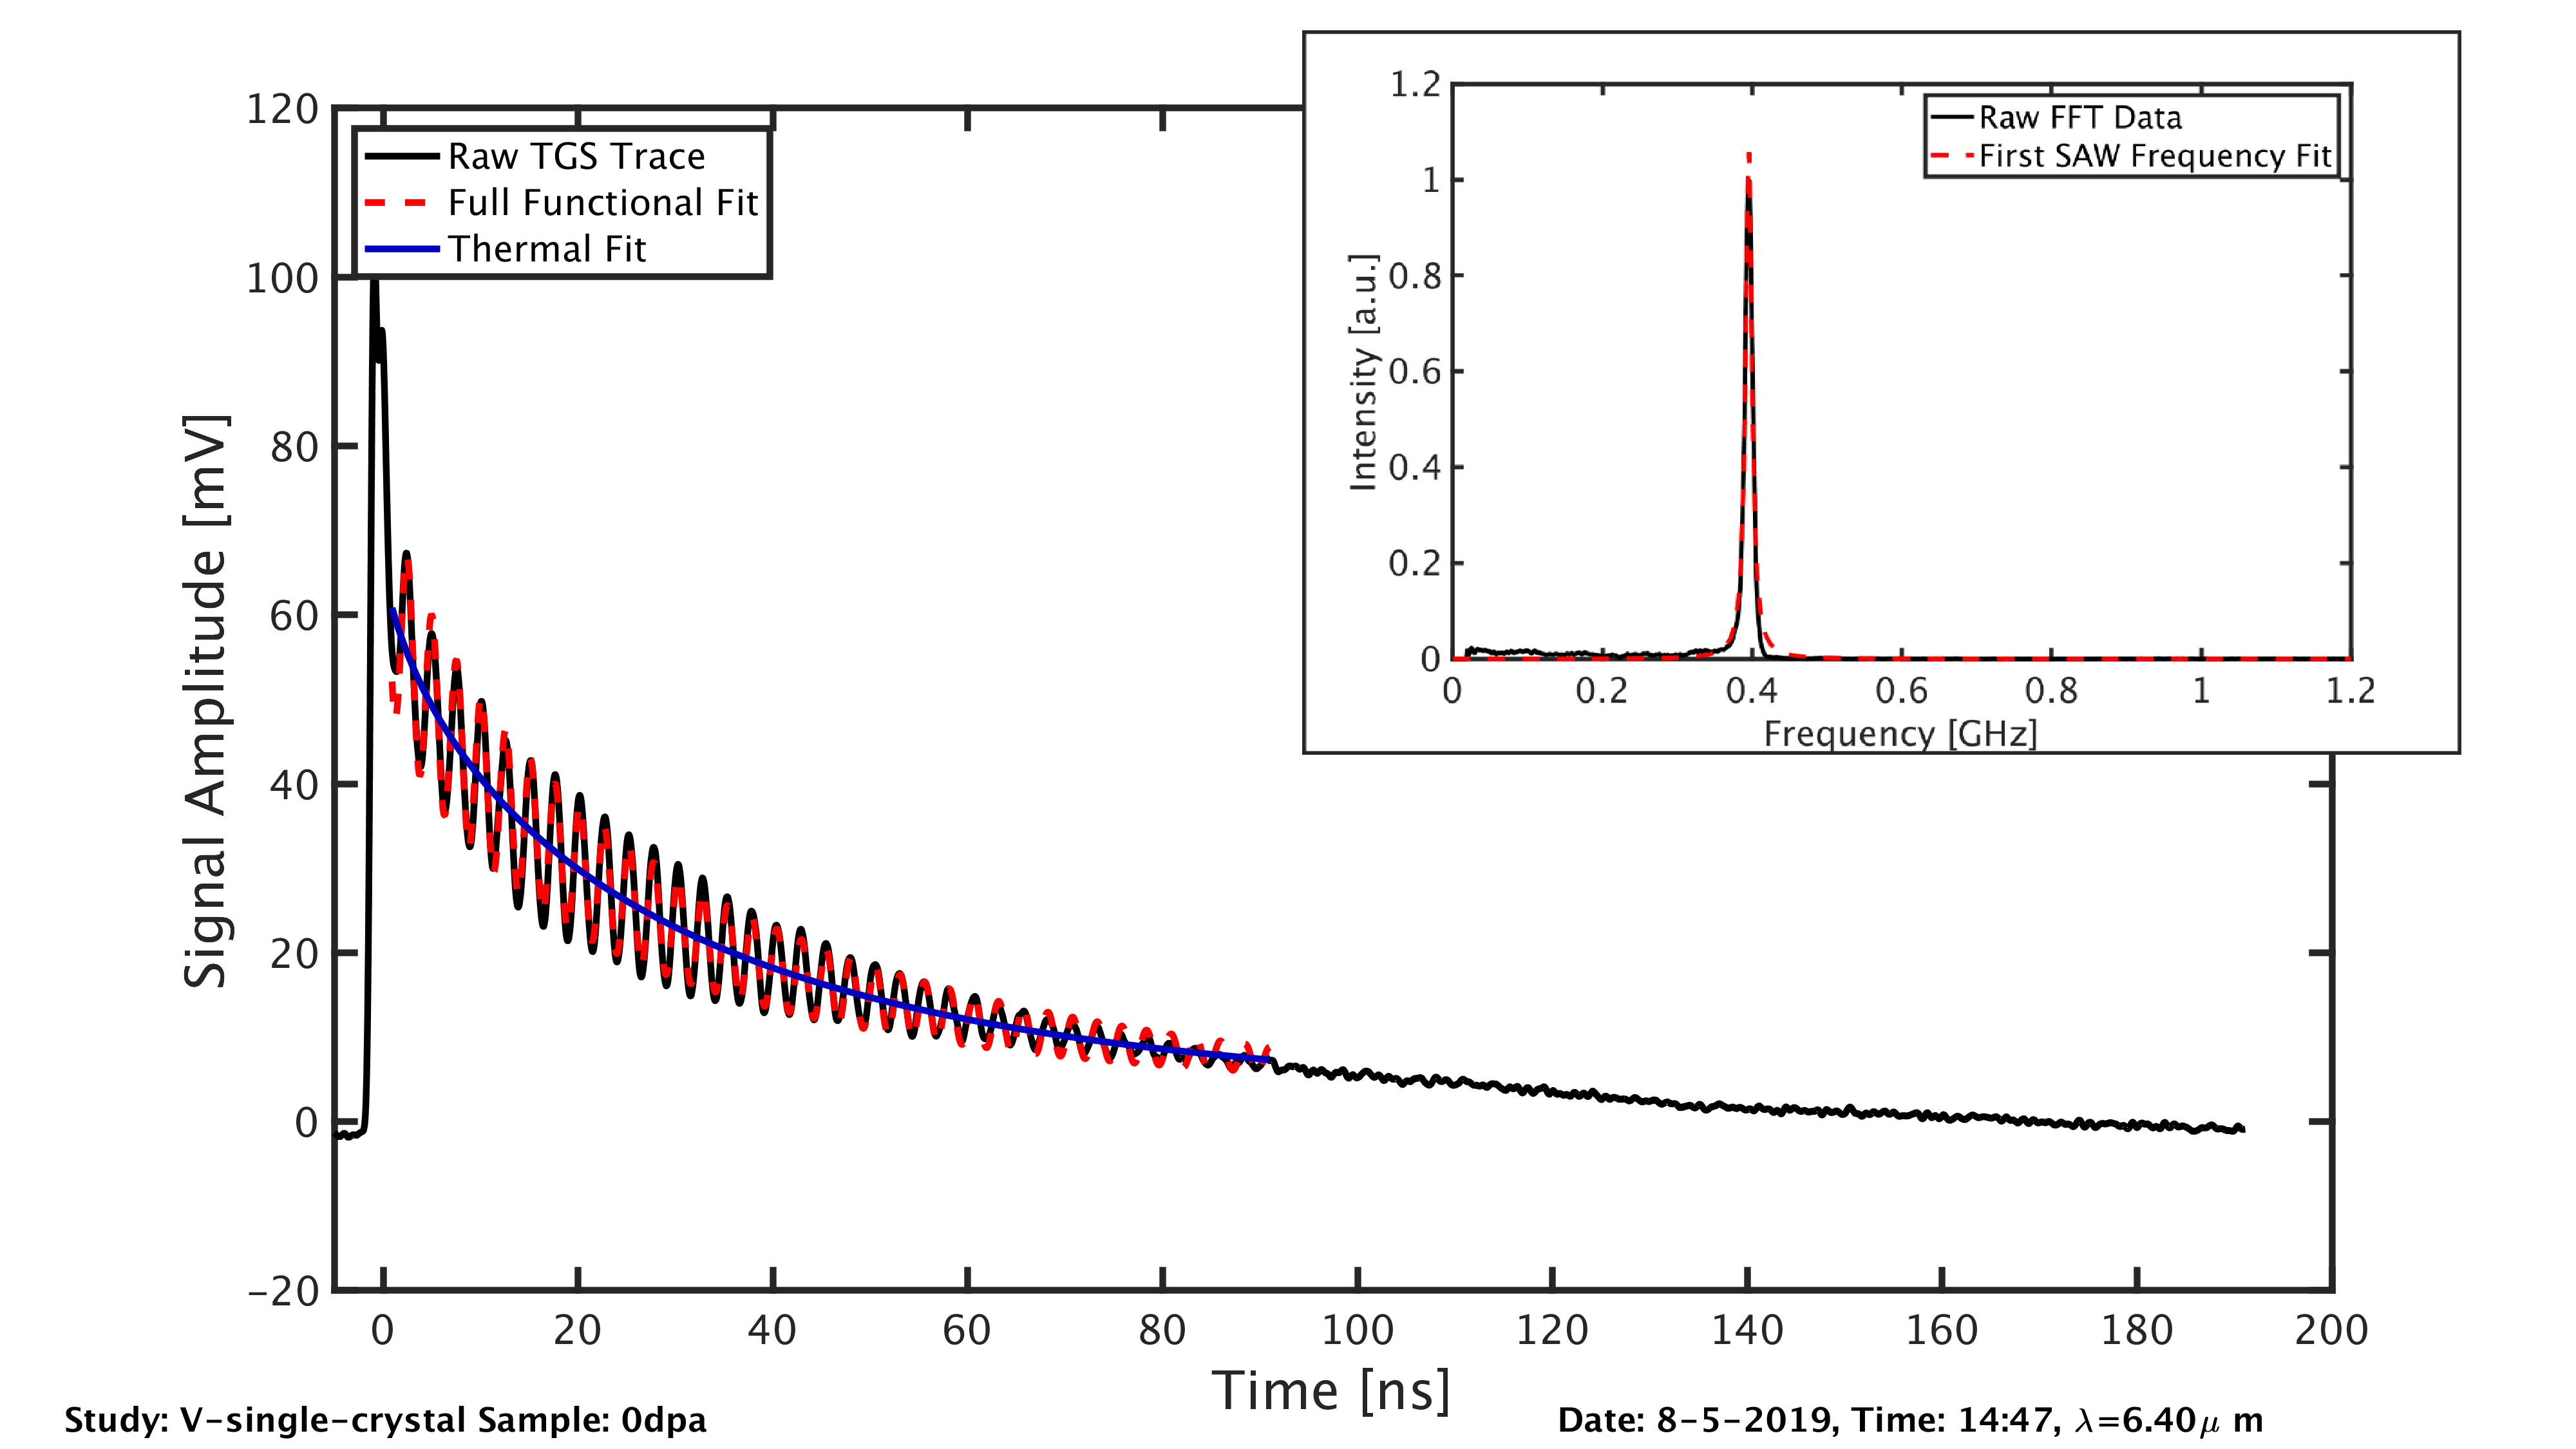 120
100
80
60
40
20
0
-20
Signal Amplitude [mV]
Raw TGS Trace
Full Functional Fit
Thermal Fit
0 20 40 60 80 100 120 140 160 180 200
Time [ns]
1.2
1
0.8
0.6
0.4
0.2
0
Intensity [a.u.]
Raw FFT Data
First SAW Frequency Fit
0 0.2 0.4 0.6 0.8 1 1.2
Frequency [GHz]
Study: V-single-crystal Sample: 0dpa
Date: 8-5-2019, Time: 14:47, λ=6.40μ m